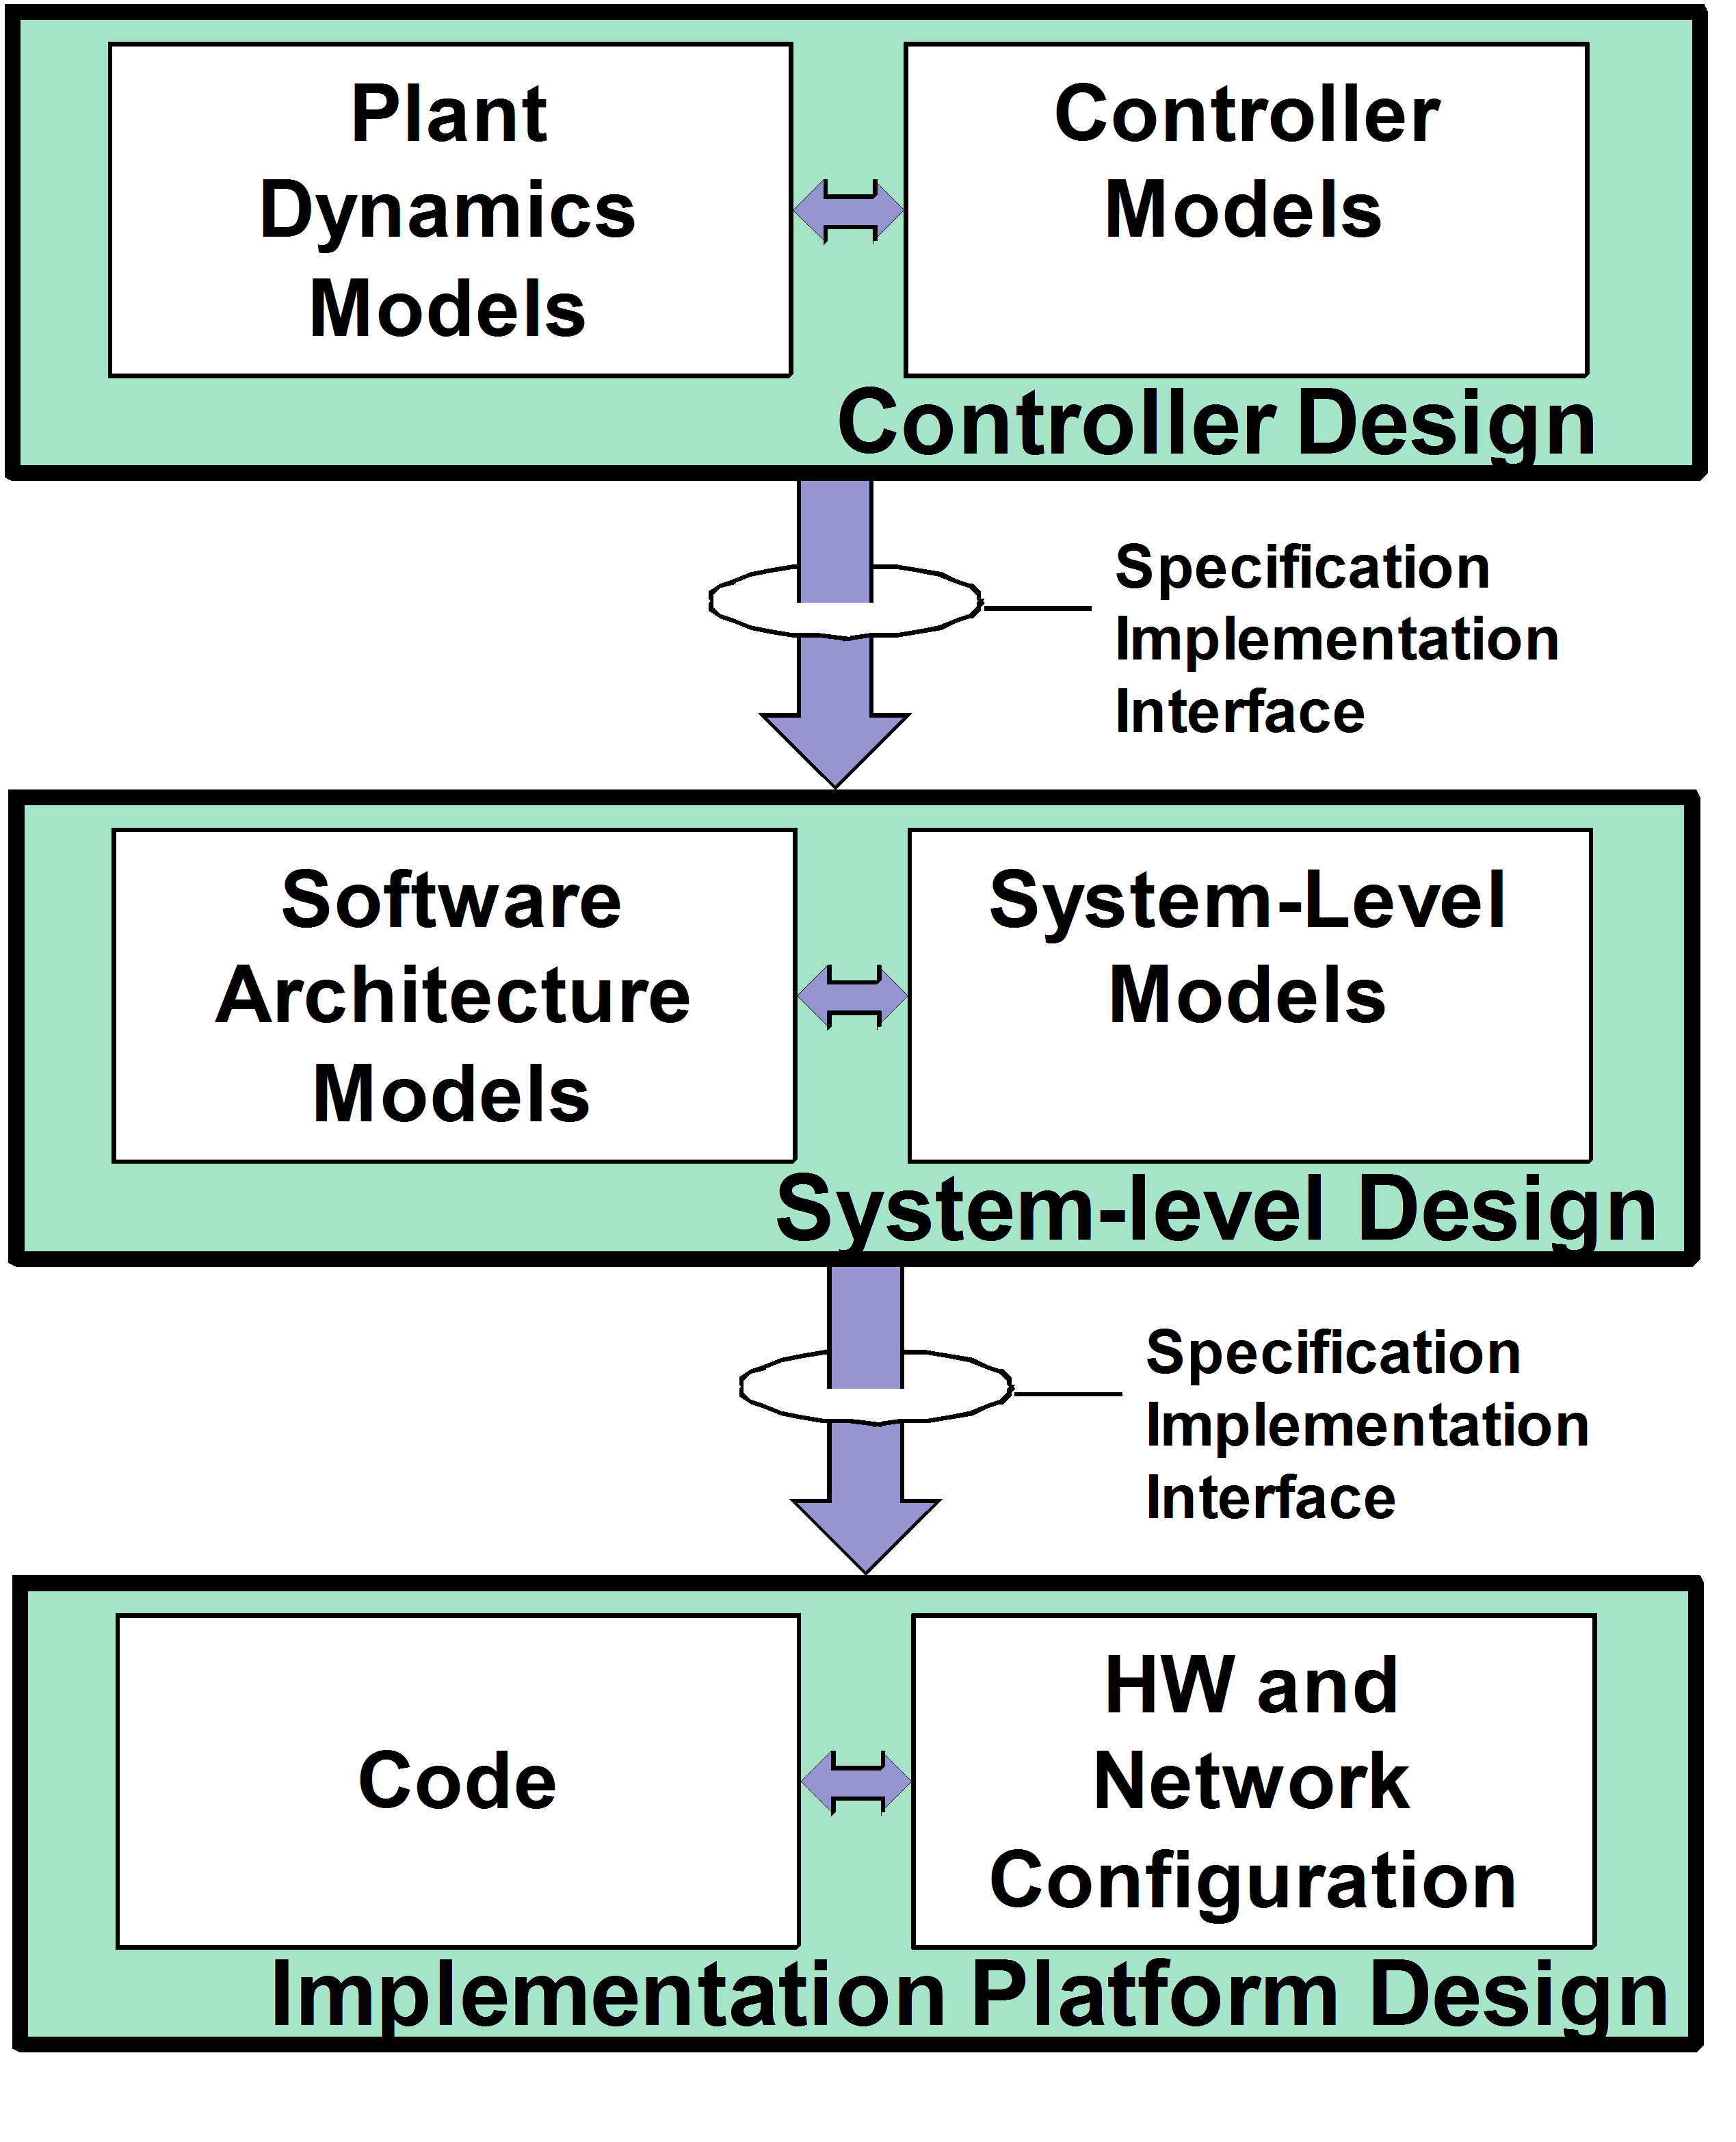 Plant
Dynamics
Models
Controller
Models
Controller Design
Specification
Implementation
Interface
Software
Architecture
Models
System-Level
Models
System-level Design
Specification
Implementation
Interface
Code
HW and
Network
Configuration
Implementation Platform Design